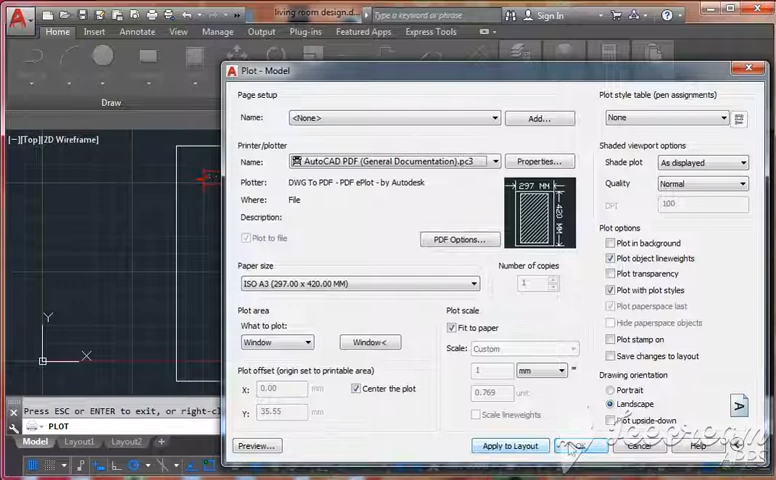 living room design.d...
Type a keyword or phrase
Sign In
Home
Insert
Annotate
Parametric
View
Manage
Output
Plug-ins
Featured Apps
Express Tools
Line
Polyline
Circle
Draw
[–][Top][2D Wireframe]
Y
X
Press ESC or ENTER to exit, or right-cl
PLOT
Model
Layout1
Layout2
Plot - Model
Page setup
Name:
<None>
Add...
Printer/plotter
Name:
AutoCAD PDF (General Documentation).pc3
Properties...
Plotter:
DWG To PDF - PDF ePlot - by Autodesk
Where:
File
Description:
Plot to file
PDF Options...
297 MM
420 MM
Paper size
ISO A3 (297.00 x 420.00 MM)
Number of copies
1
Plot area
What to plot:
Window
Window<
Plot scale
Fit to paper
Scale:
Custom
1
mm
=
0.769
unit
Scale lineweights
Plot offset (origin set to printable area)
X:
0.00
mm
Center the plot
Y:
35.55
mm
Preview...
Plot style table (pen assignments)
None
Shaded viewport options
Shade plot
As displayed
Quality
Normal
DPI
100
Plot options
Plot in background
Plot object lineweights
Plot transparency
Plot with plot styles
Plot paperspace last
Hide paperspace objects
Plot stamp on
Save changes to layout
Drawing orientation
Portrait
Landscape
Plot upside-down
A
Apply to Layout
OK
Cancel
Help
Icecream
APPS